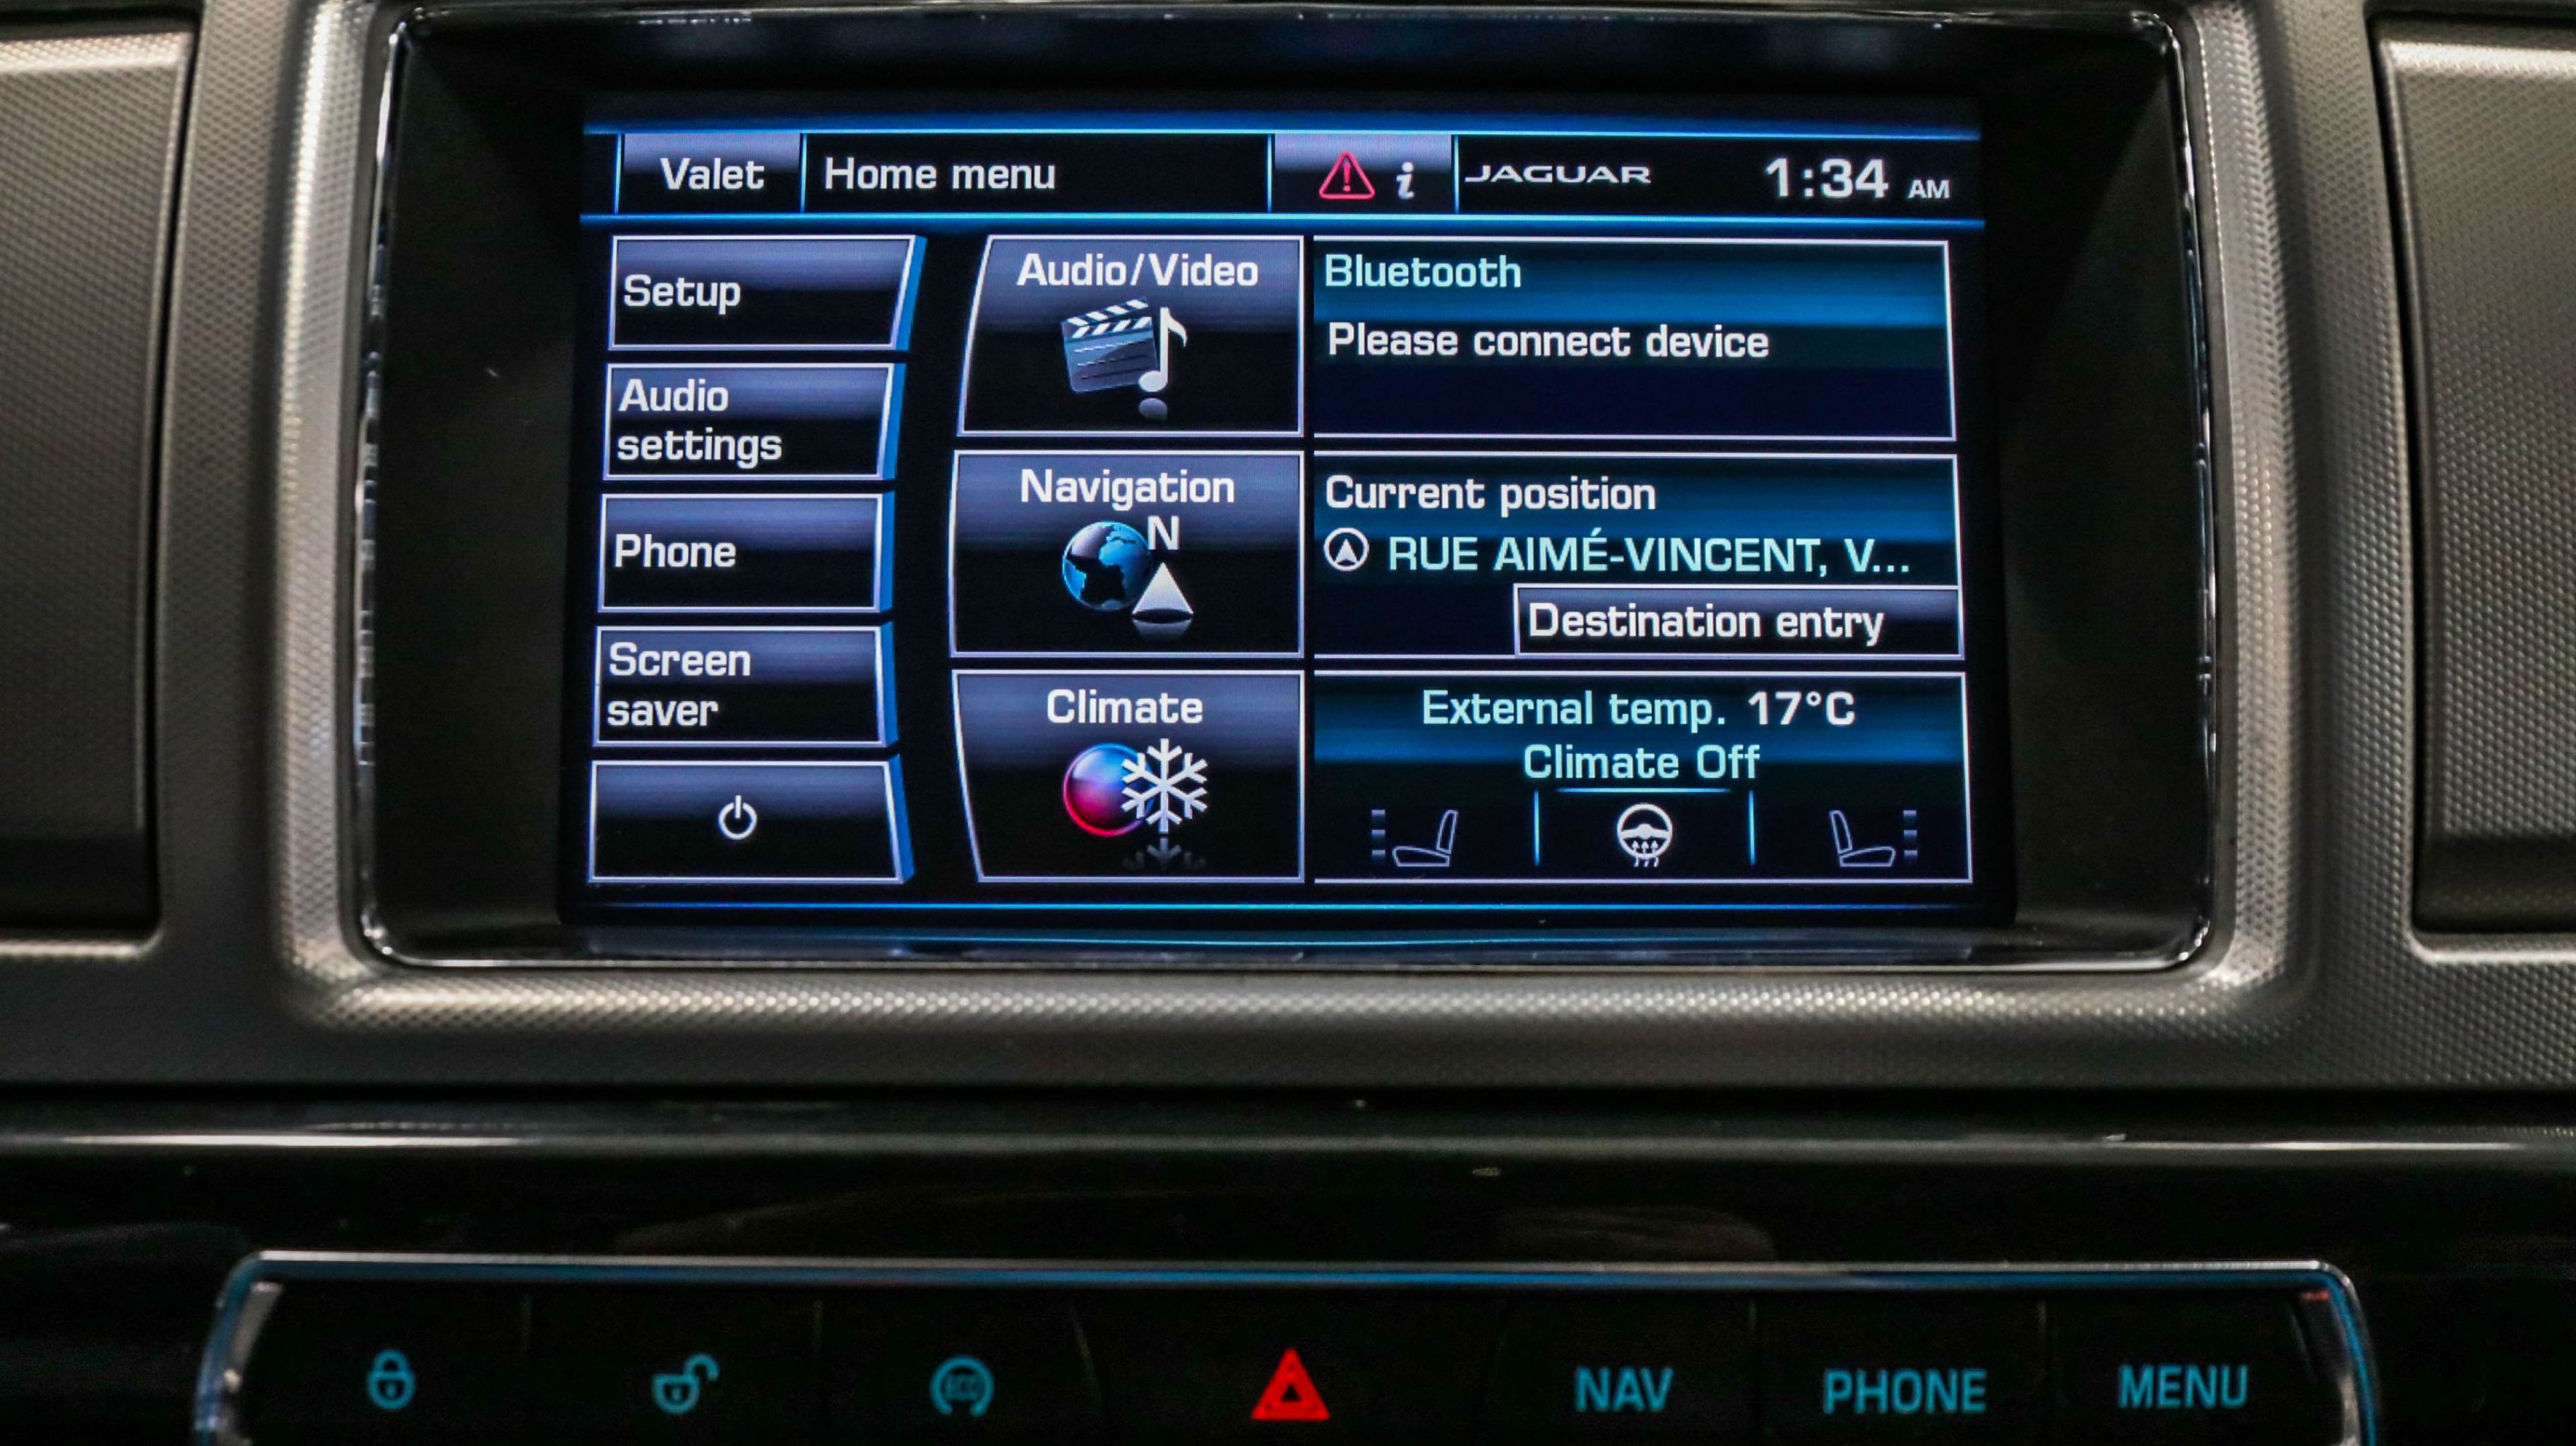 Valet
Home menu
i
JAGUAR
1:34 AM
Setup
Audio
settings
Phone
Screen
saver
Audio/Video
Navigation
N
Climate
Bluetooth
Please connect device
Current position
RUE AIMÉ-VINCENT, V...
Destination entry
External temp. 17°C
Climate Off
ECO
NAV
PHONE
MENU